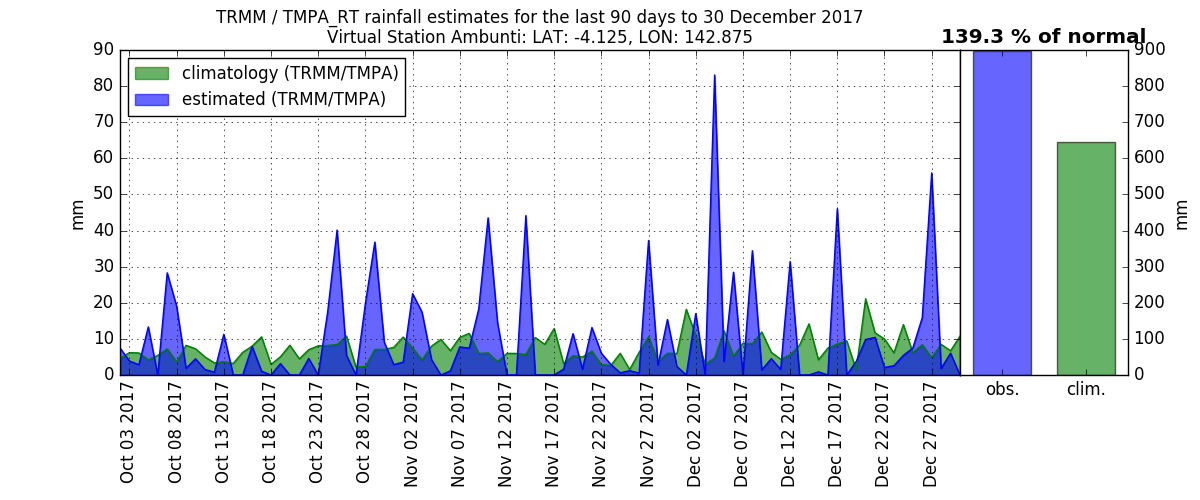 TRMM / TMPA_RT rainfall estimates for the last 90 days to 30 December 2017
Virtual Station Ambunti: LAT: -4.125, LON: 142.875
139.3 % of normal
climatology (TRMM/TMPA)
estimated (TRMM/TMPA)
mm
90
80
70
60
50
40
30
20
10
0
Oct 03 2017
Oct 08 2017
Oct 13 2017
Oct 18 2017
Oct 23 2017
Oct 28 2017
Nov 02 2017
Nov 07 2017
Nov 12 2017
Nov 17 2017
Nov 22 2017
Nov 27 2017
Dec 02 2017
Dec 07 2017
Dec 12 2017
Dec 17 2017
Dec 22 2017
Dec 27 2017
900
800
700
600
500
400
300
200
100
0
mm
obs.
clim.